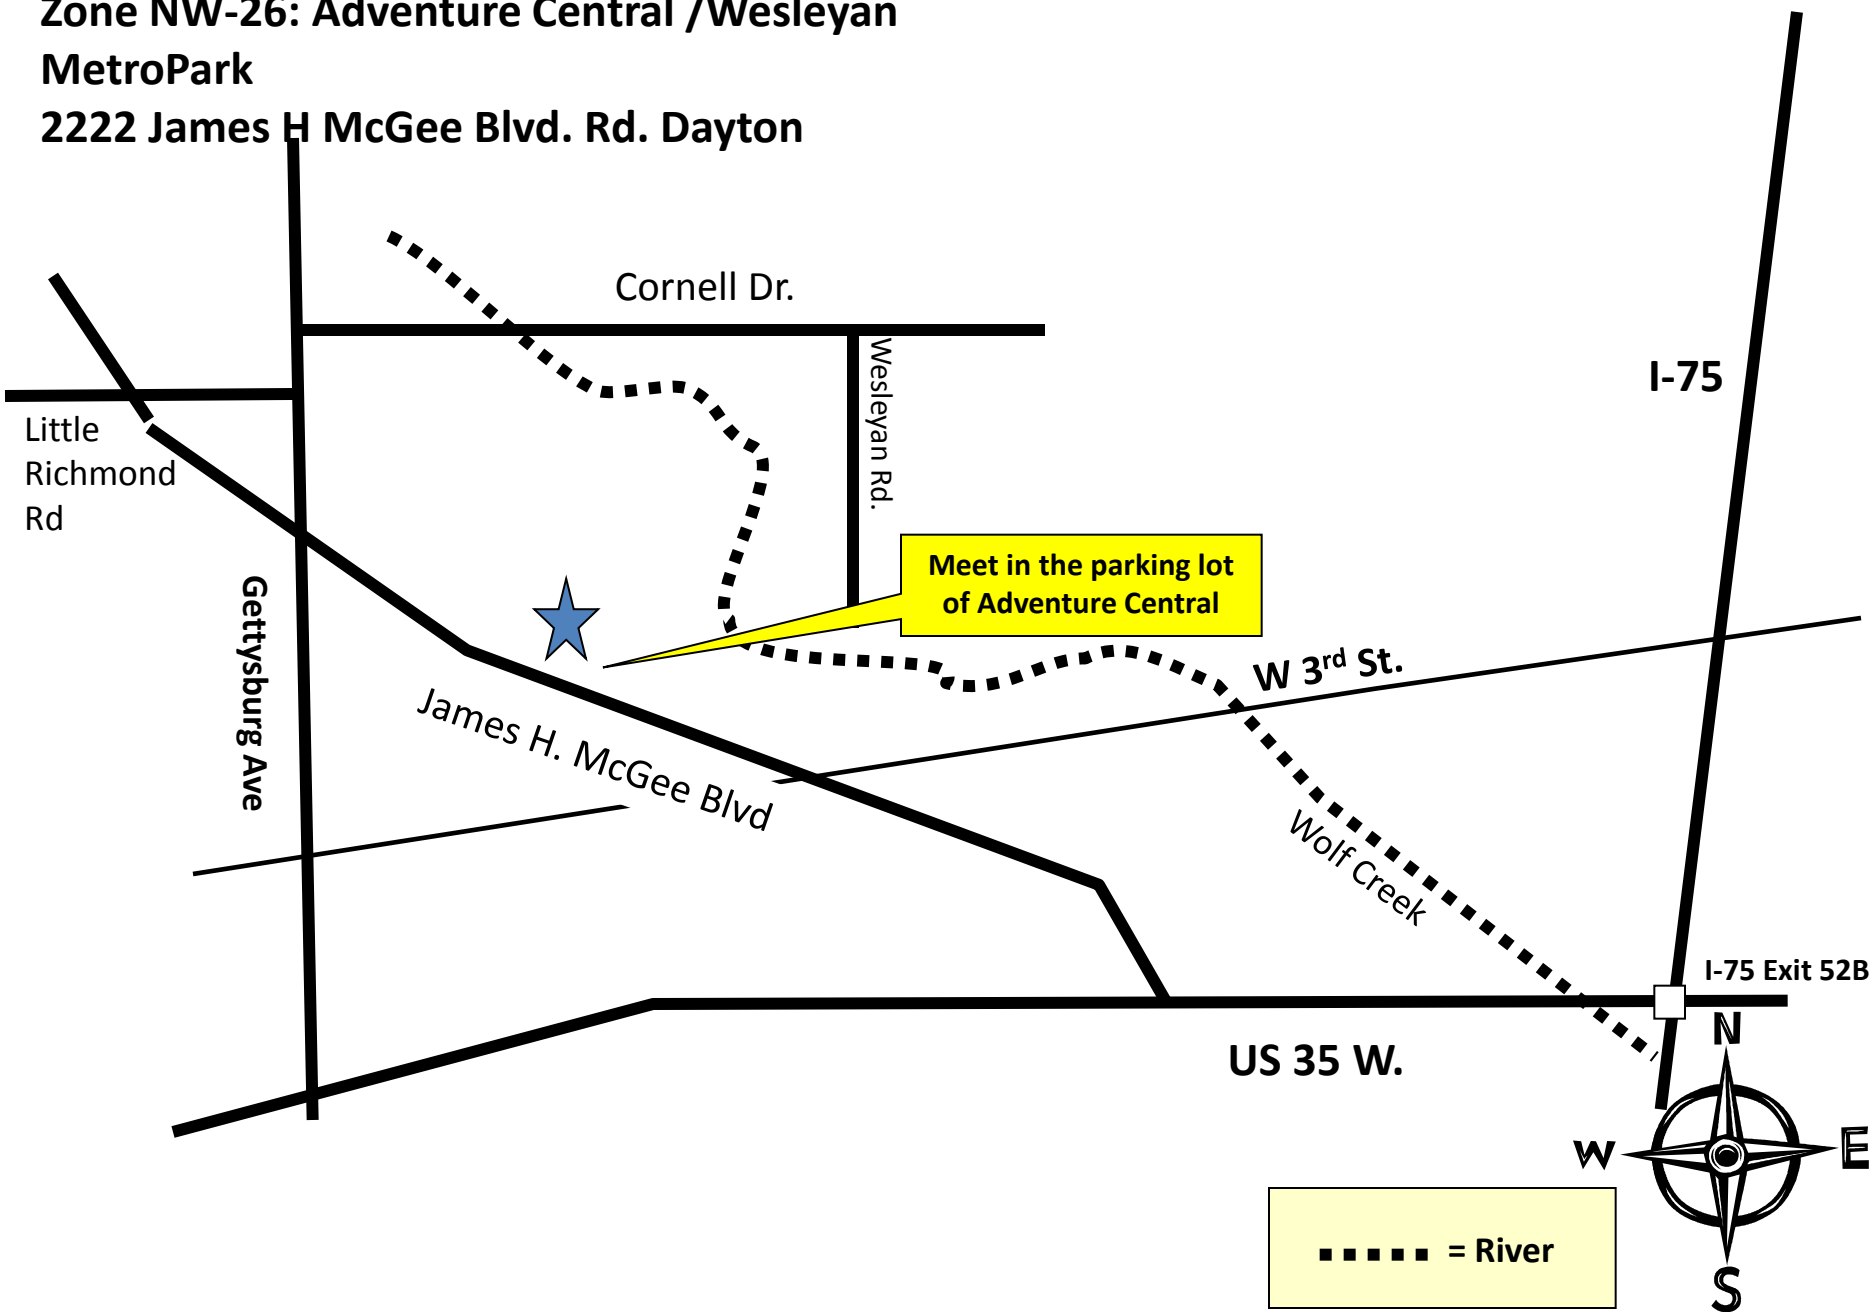 Zone NW-26: Adventure Central /Wesleyan
MetroPark
2222 James H McGee Blvd. Rd. Dayton
Cornell Dr.
Wesleyan Rd.
I-75
Little
Richmond
Rd
Meet in the parking lot
of Adventure Central
Gettysburg Ave
W 3rd St.
James H. McGee Blvd
Wolf Creek
I-75 Exit 52B
US 35 W.
N
W
E
S
= River